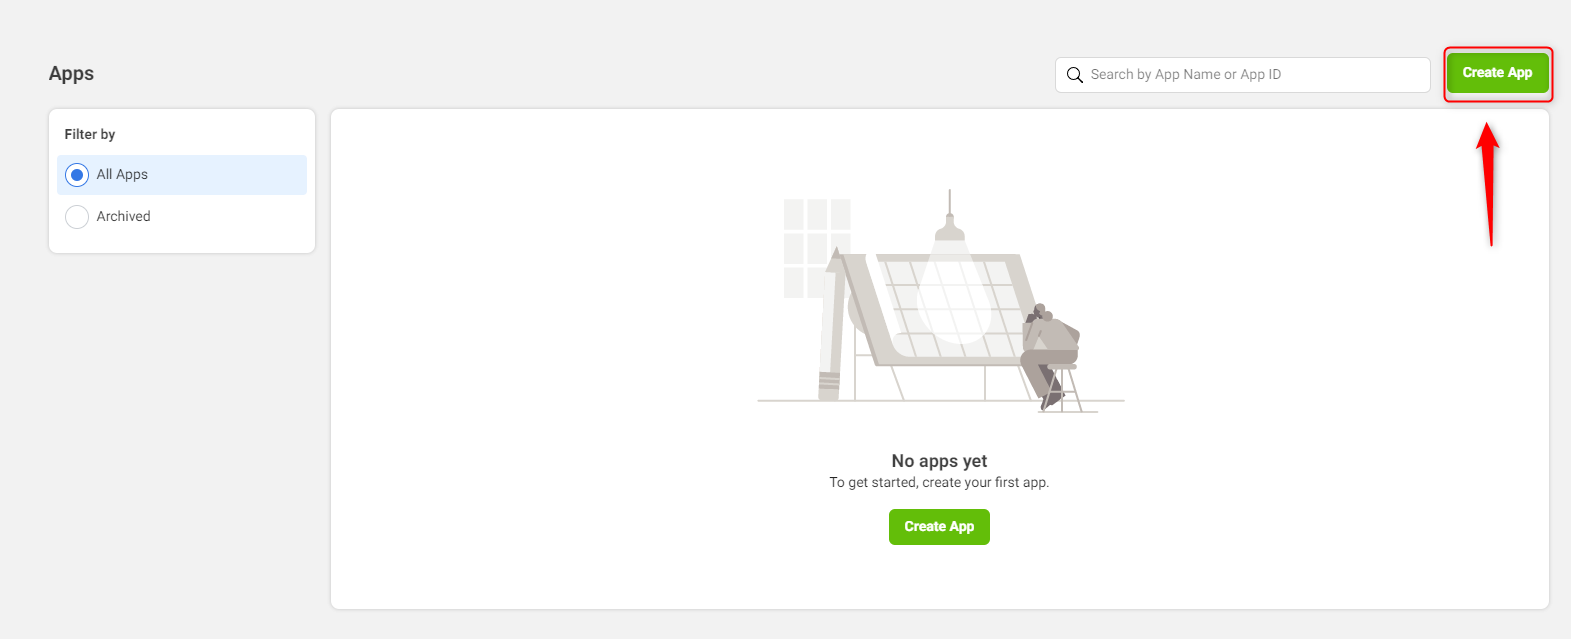 Apps
Search by App Name or App ID
Create App
Filter by
All Apps
Archived
No apps yet
To get started, create your first app.
Create App